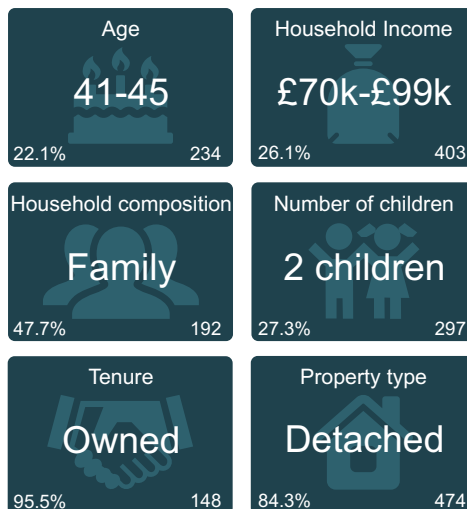 Age
41-45
22.1% 234
Household Income
£70k-£99k
26.1% 403
Household composition
Family
47.7% 192
Number of children
2 children
27.3% 297
Tenure
Owned
95.5% 148
Property type
Detached
84.3% 474